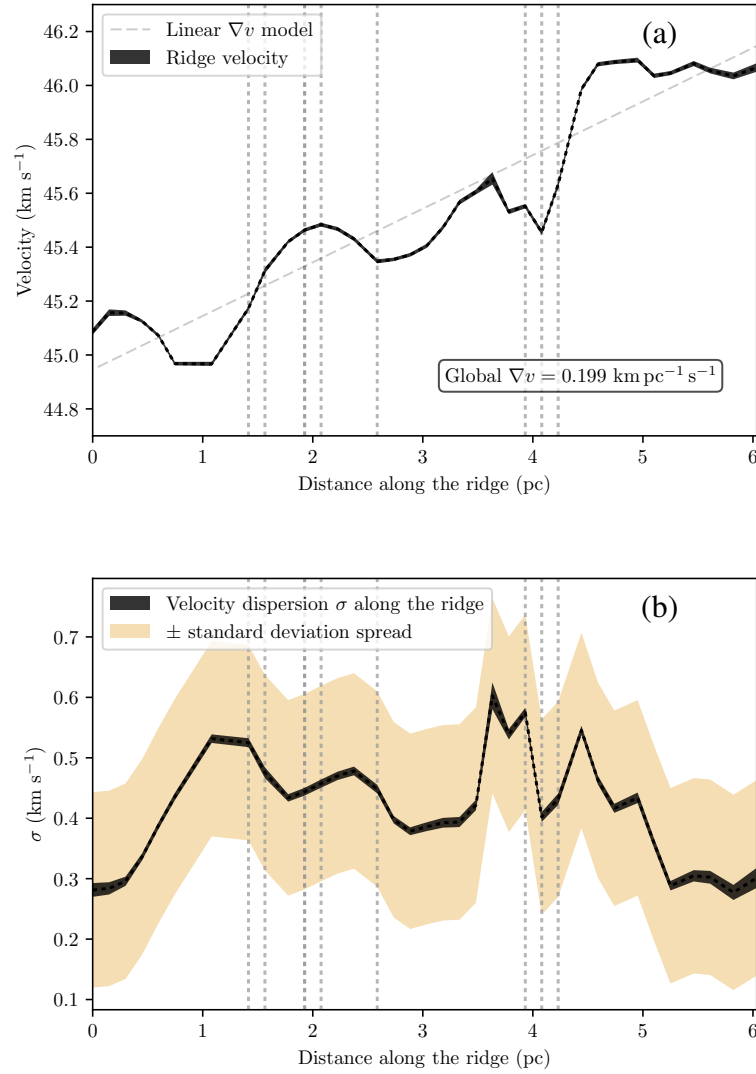 (a)
Linear ∇v model
Ridge velocity
46.2
46.0
45.8
45.6
45.4
45.2
45.0
44.8
Velocity (km s⁻¹)
Global ∇v = 0.199 km pc⁻¹ s⁻¹
0 1 2 3 4 5 6
Distance along the ridge (pc)
(b)
Velocity dispersion σ along the ridge
± standard deviation spread
0.7
0.6
0.5
0.4
0.3
0.2
0.1
σ (km s⁻¹)
0 1 2 3 4 5 6
Distance along the ridge (pc)